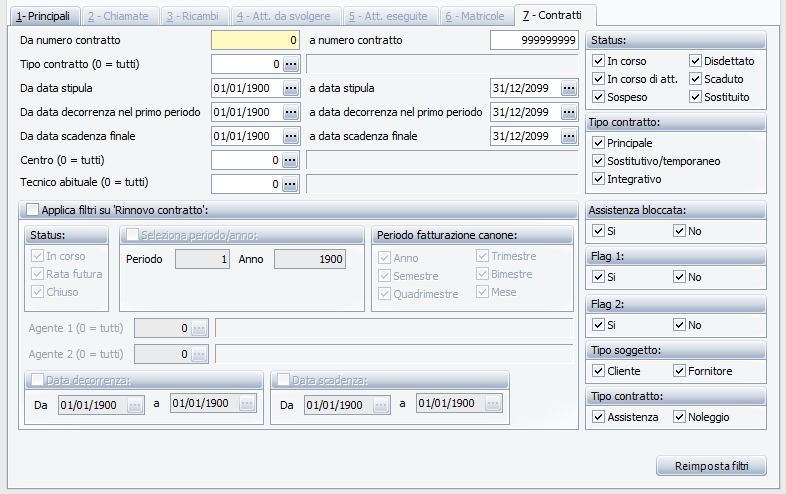 1- Principali 2 - Chiamate 3 - Ricambi 4 - Att. da svolgere 5 - Att. eseguite 6 - Matricole 7 - Contratti
Da numero contratto 0 a numero contratto 999999999
Tipo contratto (0 = tutti) 0 ...
Da data stipula 01/01/1900 ... a data stipula 31/12/2099 ...
Da data decorrenza nel primo periodo 01/01/1900 ... a data decorrenza nel primo periodo 31/12/2099 ...
Da data scadenza finale 01/01/1900 ... a data scadenza finale 31/12/2099 ...
Centro (0 = tutti) 0 ...
Tecnico abituale (0 = tutti) 0 ...
Status:
In corso Disdettato
In corso di att. Scaduto
Sospeso Sostituito
Tipo contratto:
Principale
Sostitutivo/temporaneo
Integrativo
Applica filtri su 'Rinnovo contratto':
Status:
In corso
Rata futura
Chiuso
Seleziona periodo/anno:
Periodo 1 Anno 1900
Periodo fatturazione canone:
Anno Trimestre
Semestre Bimestre
Quadrimestre Mese
Agente 1 (0 = tutti) 0 ...
Agente 2 (0 = tutti) 0 ...
Data decorrenza:
Da 01/01/1900 ... a 01/01/1900 ...
Data scadenza:
Da 01/01/1900 ... a 01/01/1900 ...
Assistenza bloccata:
Si No
Flag 1:
Si No
Flag 2:
Si No
Tipo soggetto:
Cliente Fornitore
Tipo contratto:
Assistenza Noleggio
Reimposta filtri